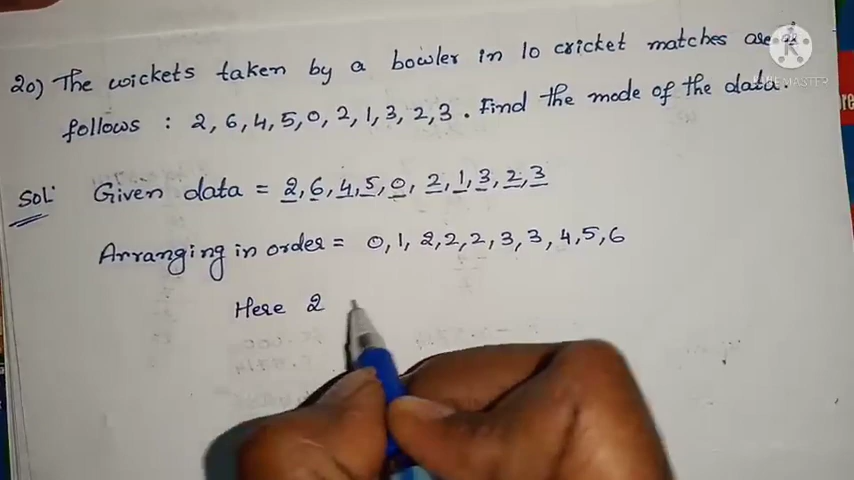 20) The wickets taken by a bowler in 10 cricket matches are as
follows : 2, 6, 4, 5, 0, 2, 1, 3, 2, 3 . Find the mode of the data.
Sol: Given data = 2, 6, 4, 5, 0, 2, 1, 3, 2, 3
Arranging in order = 0, 1, 2, 2, 2, 3, 3, 4, 5, 6
Here 2